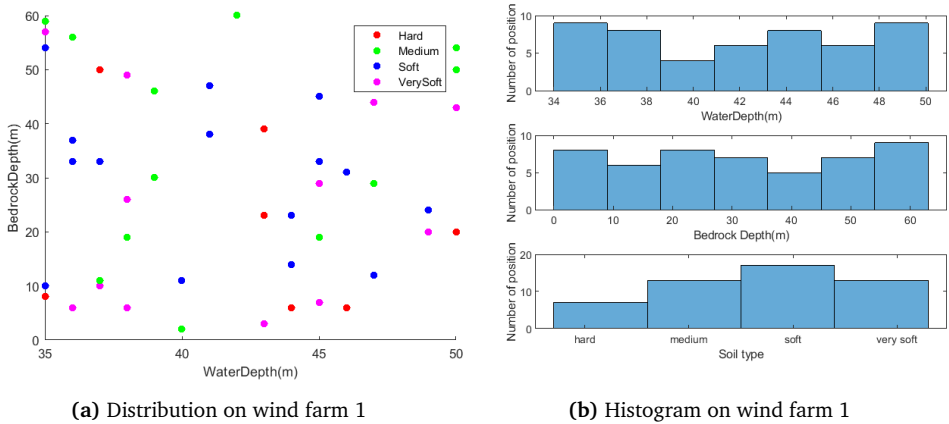 BedrockDepth(m)
60
50
40
30
20
10
0
35 40 45 50
WaterDepth(m)
Hard
Medium
Soft
VerySoft
(a) Distribution on wind farm 1
Number of position
10
5
0
34 36 38 40 42 44 46 48 50
WaterDepth(m)
Number of position
10
5
0
0 10 20 30 40 50 60
Bedrock Depth(m)
Number of position
20
10
0
hard medium soft very soft
Soil type
(b) Histogram on wind farm 1